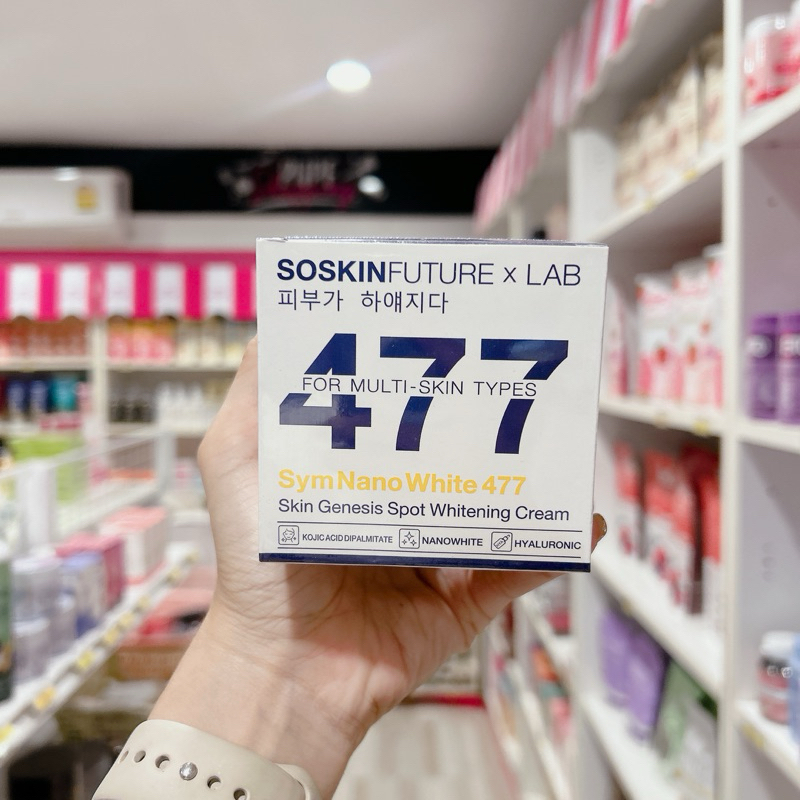 SOSKINFUTURE x LAB
피부가 하얘지다
477
FOR MULTI-SKIN TYPES
Sym Nano White 477
Skin Genesis Spot Whitening Cream
KOJIC ACID DIPALMITATE NANOWHITE HYALURONIC